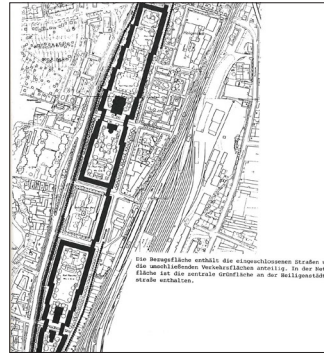 Die Bezugsfläche enthält die eingeschlossenen Straßen u
die umschließenden Verkehrsflächen anteilig. In der Net
fläche ist die zentrale Grünfläche an der Heiligenstädt
straße enthalten.